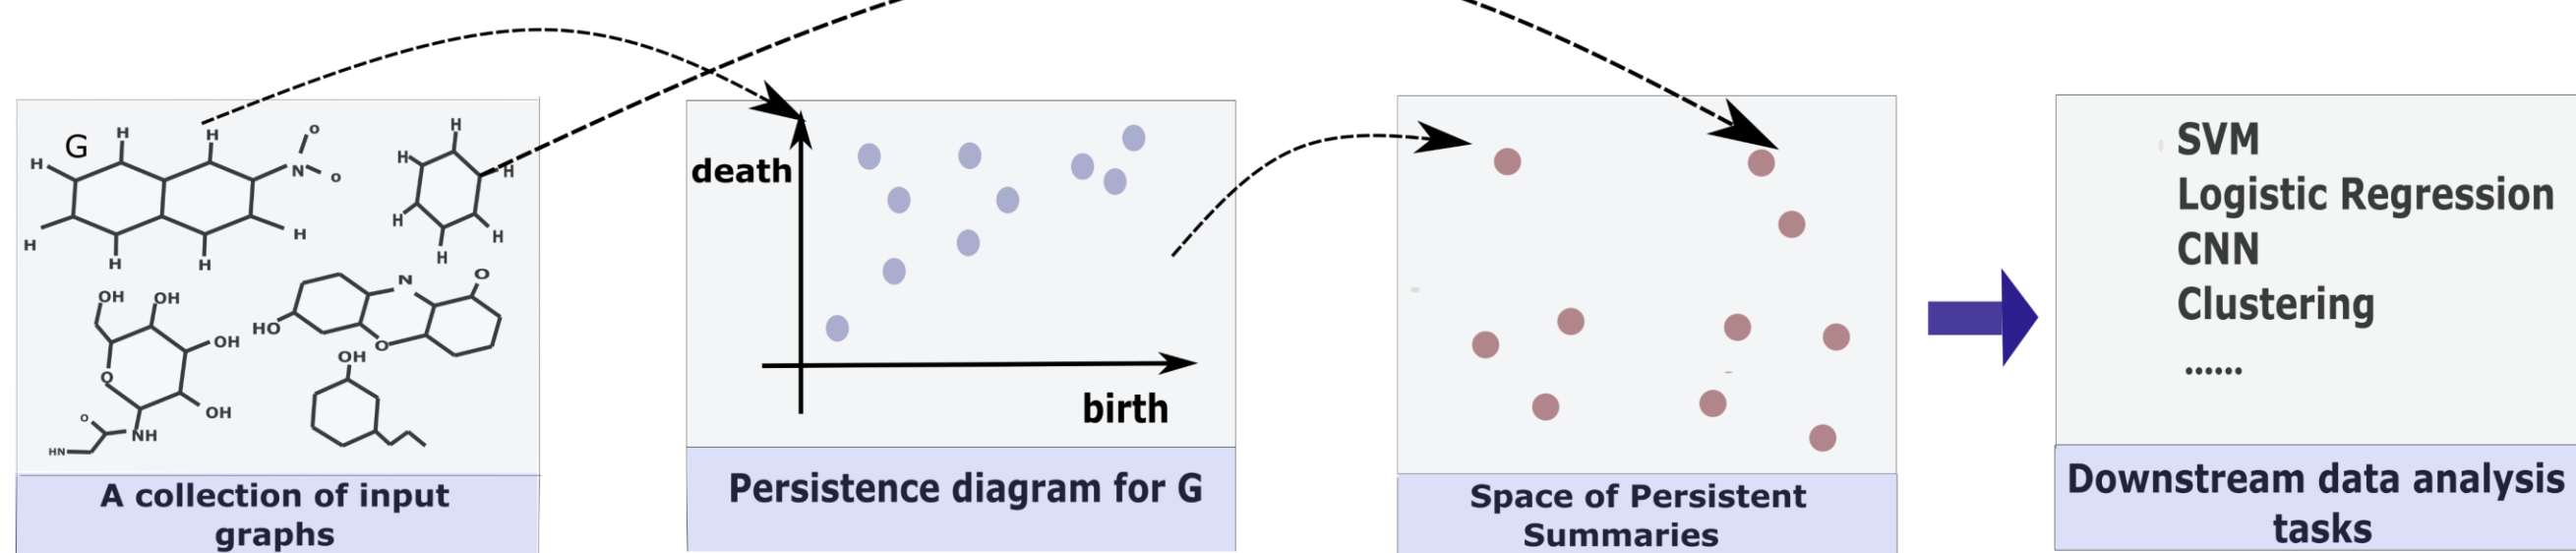 G
H
H
H
H
H
H
H
N
O
O
H
H
H
H
H
H
OH
OH
OH
OH
O
O
NH
HN
N
O
HO
O
OH
A collection of input
graphs
death
birth
Persistence diagram for G
Space of Persistent
Summaries
SVM
Logistic Regression
CNN
Clustering
......
Downstream data analysis
tasks